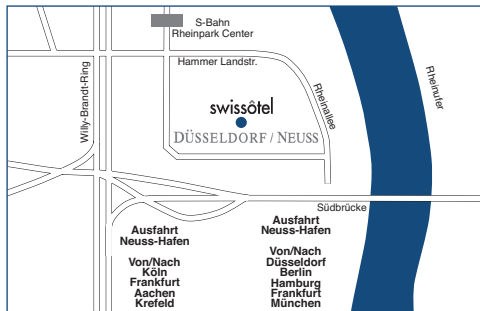 S-Bahn
Rheinpark Center
Hammer Landstr.
Willy-Brandt-Ring
Rheinallee
Rheinufer
swissôtel
DÜSSELDORF / NEUSS
Südbrücke
Ausfahrt
Neuss-Hafen
Von/Nach
Köln
Frankfurt
Aachen
Krefeld
Ausfahrt
Neuss-Hafen
Von/Nach
Düsseldorf
Berlin
Hamburg
Frankfurt
München